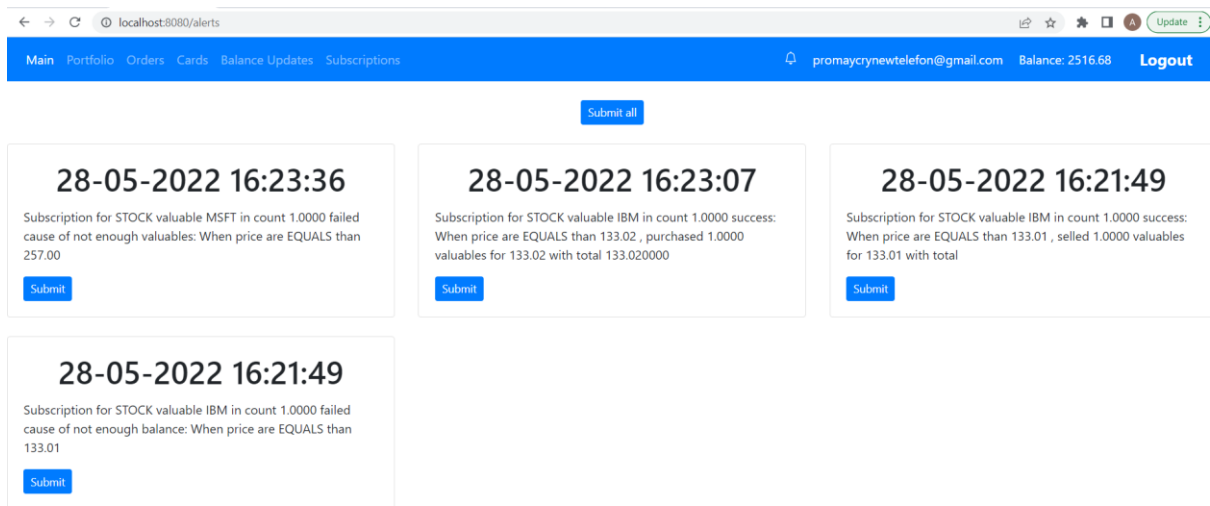 localhost:8080/alerts
A
Update
Main Portfolio Orders Cards Balance Updates Subscriptions promaycrynewtelefon@gmail.com Balance: 2516.68 Logout
Submit all
28-05-2022 16:23:36
Subscription for STOCK valuable MSFT in count 1.0000 failed
cause of not enough valuables: When price are EQUALS than
257.00
Submit
28-05-2022 16:23:07
Subscription for STOCK valuable IBM in count 1.0000 success:
When price are EQUALS than 133.02 , purchased 1.0000
valuables for 133.02 with total 133.020000
Submit
28-05-2022 16:21:49
Subscription for STOCK valuable IBM in count 1.0000 success:
When price are EQUALS than 133.01 , selled 1.0000 valuables
for 133.01 with total
Submit
28-05-2022 16:21:49
Subscription for STOCK valuable IBM in count 1.0000 failed
cause of not enough balance: When price are EQUALS than
133.01
Submit